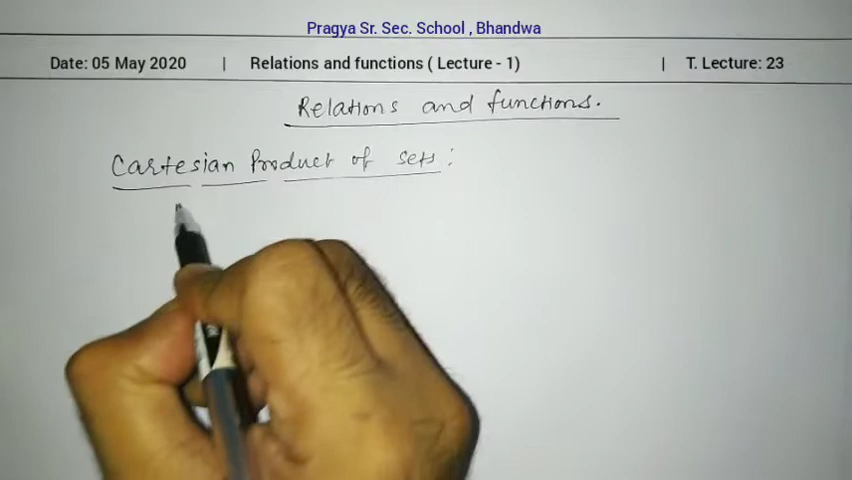 Pragya Sr. Sec. School , Bhandwa
Date: 05 May 2020 | Relations and functions ( Lecture - 1) | T. Lecture: 23
Relations and functions.
Cartesian Product of sets :